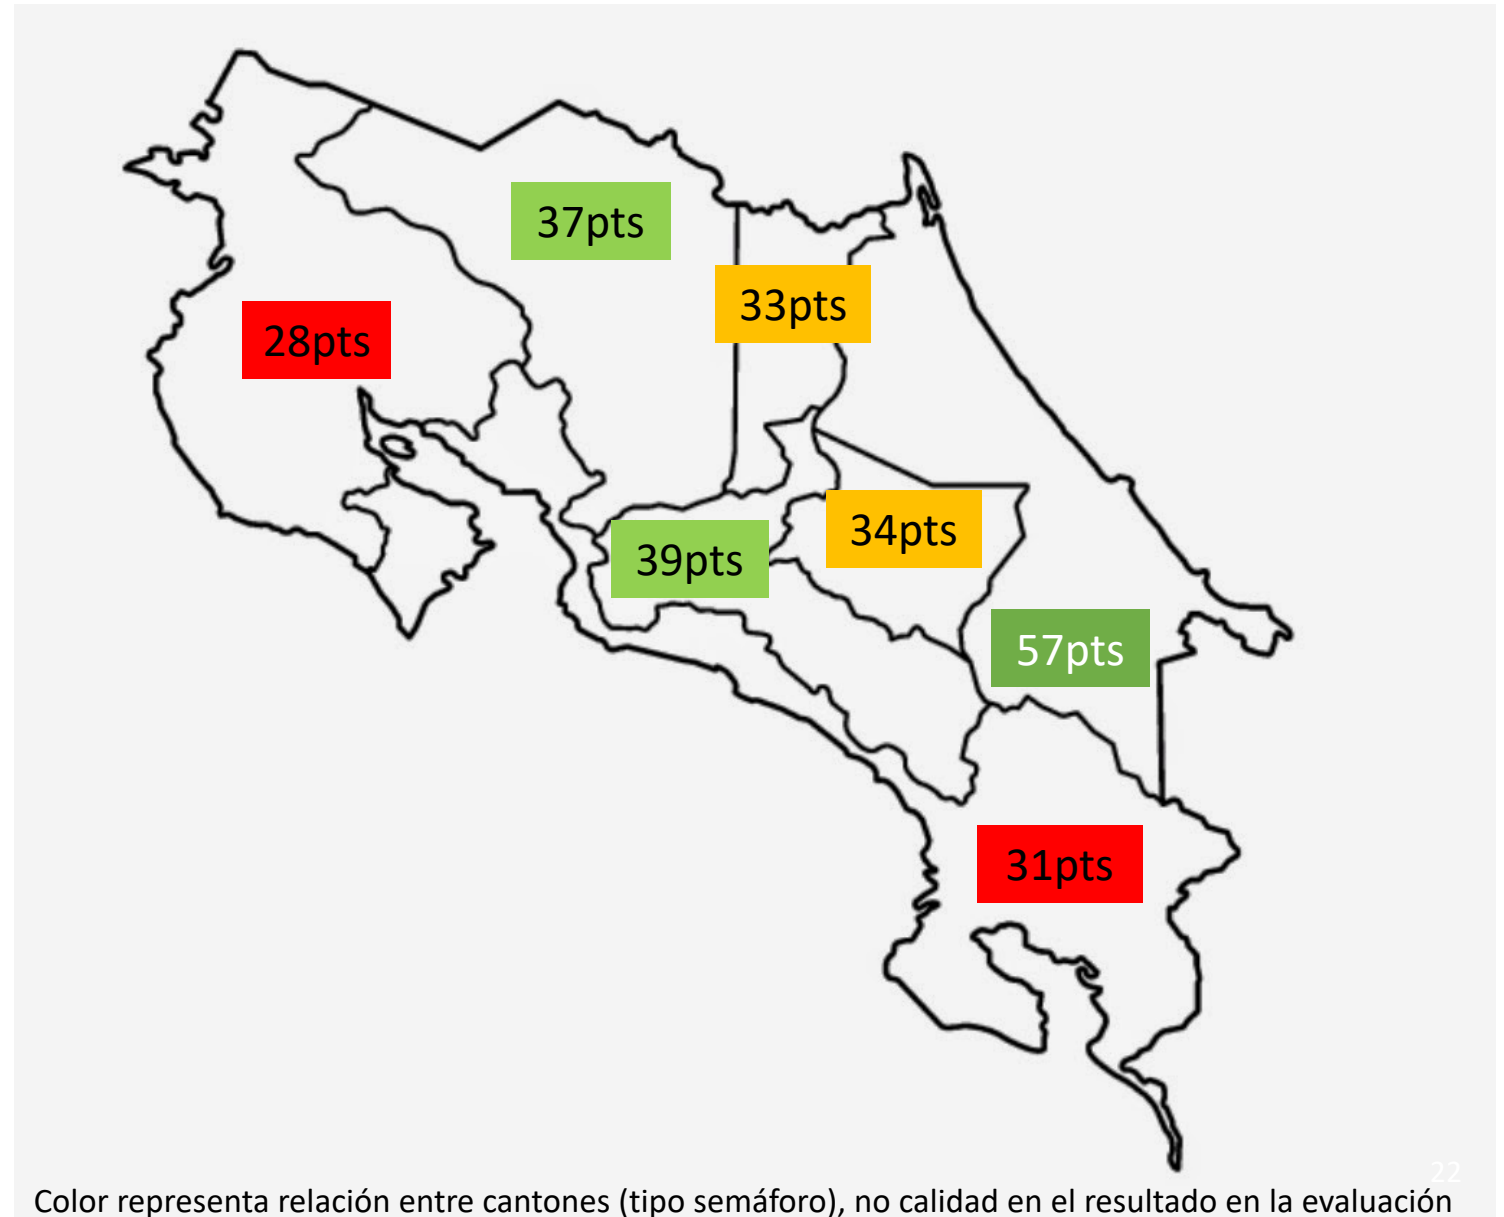 37pts
33pts
28pts
34pts
39pts
57pts
31pts
22
Color representa relación entre cantones (tipo semáforo), no calidad en el resultado en la evaluación